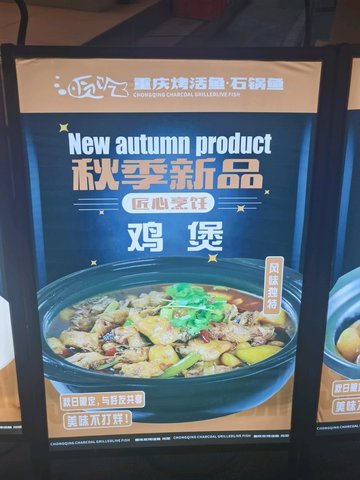 重庆烤活鱼·石锅鱼
CHONGQING CHARCOAL GRILLEDLIVE FISH
New autumn product
秋季新品
匠心烹饪
鸡煲
风味独特
秋日限定,与好友共享
美味不打烊!
CHONGQING CHARCOAL GRILLEDLIVE FISH
CHONGQING CHAR